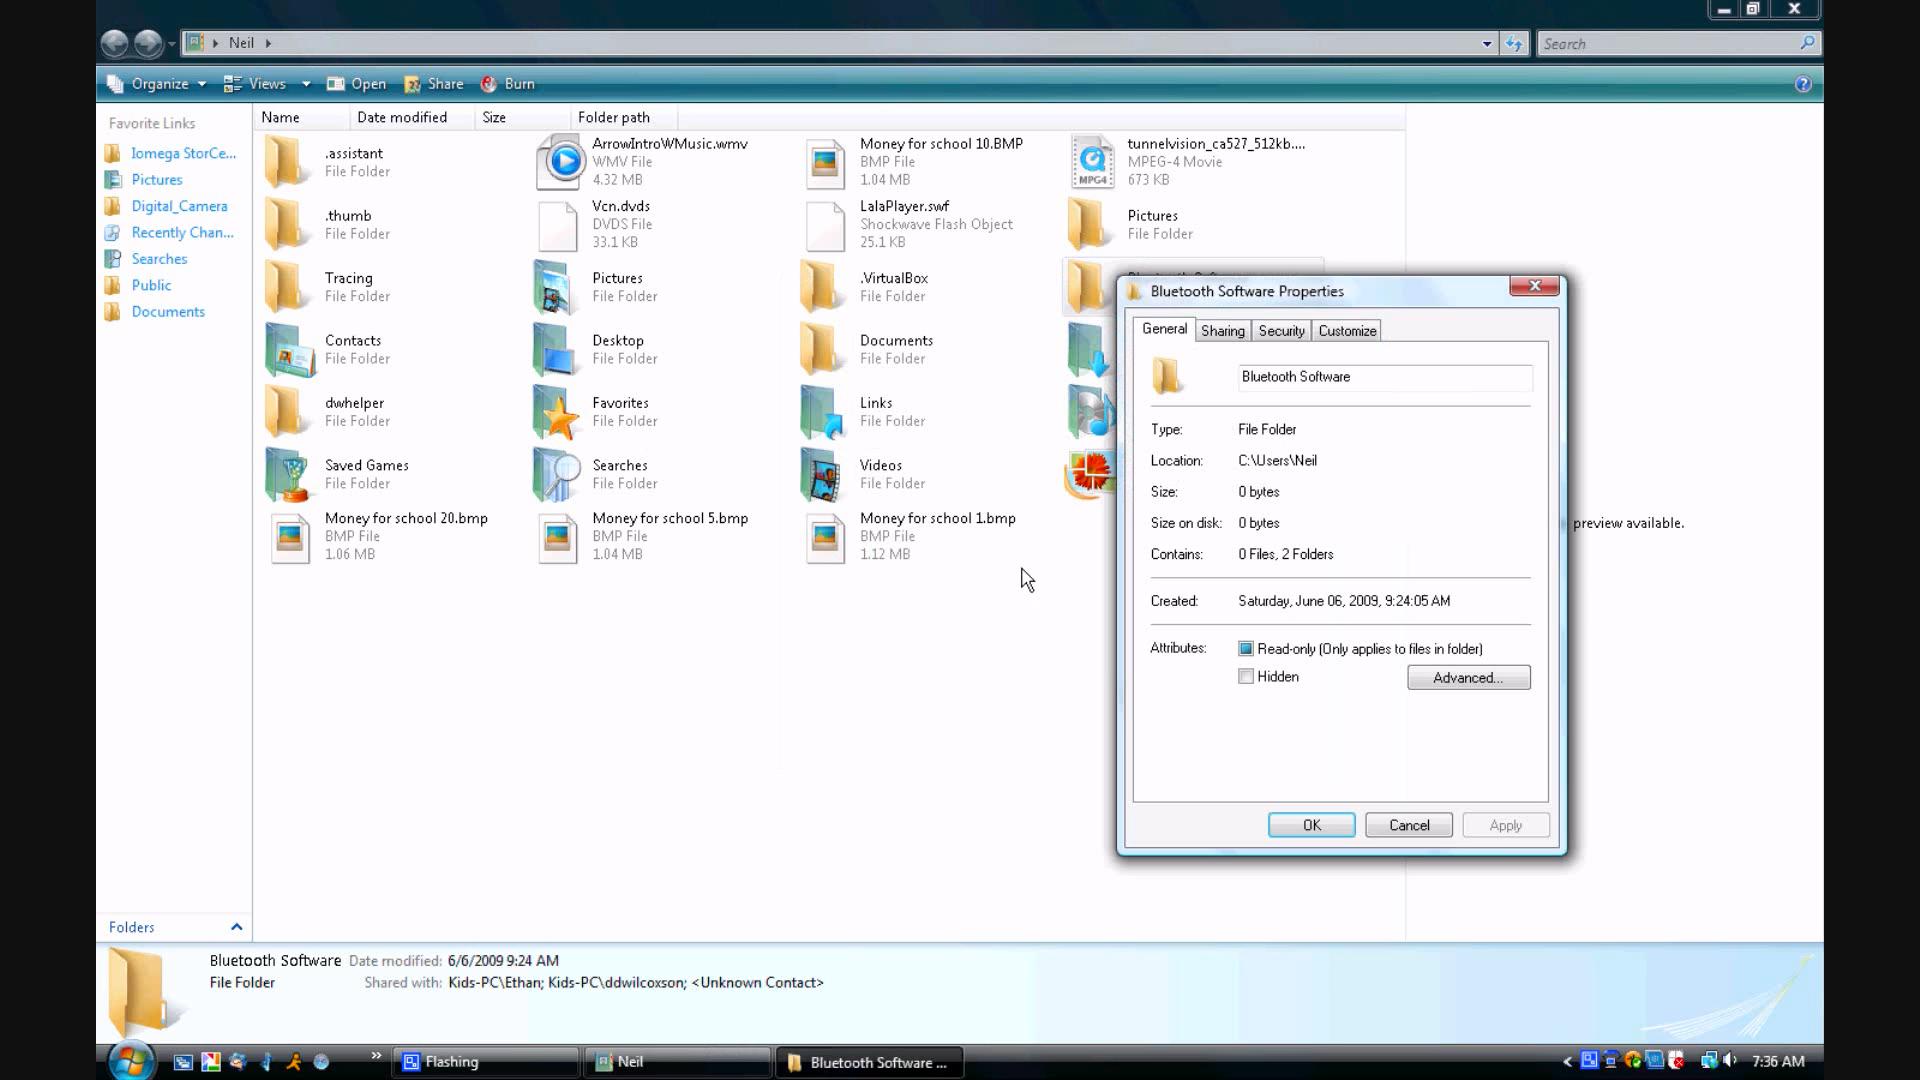 Neil
Search
Organize
Views
Open
Share
Burn
Favorite Links
Iomega StorCe...
Pictures
Digital_Camera
Recently Chan...
Searches
Public
Documents
Folders
Name
Date modified
Size
Folder path
.assistant
File Folder
ArrowIntroWMusic.wmv
WMV File
4.32 MB
Money for school 10.BMP
BMP File
1.04 MB
tunnelvision_ca527_512kb....
MPEG-4 Movie
673 KB
MPG4
.thumb
File Folder
Vcn.dvds
DVDS File
33.1 KB
LalaPlayer.swf
Shockwave Flash Object
25.1 KB
Pictures
File Folder
Tracing
File Folder
Pictures
File Folder
.VirtualBox
File Folder
Contacts
File Folder
Desktop
File Folder
Documents
File Folder
dwhelper
File Folder
Favorites
File Folder
Links
File Folder
Saved Games
File Folder
Searches
File Folder
Videos
File Folder
Money for school 20.bmp
BMP File
1.06 MB
Money for school 5.bmp
BMP File
1.04 MB
Money for school 1.bmp
BMP File
1.12 MB
preview available.
Bluetooth Software Properties
General
Sharing
Security
Customize
Bluetooth Software
Type: File Folder
Location: C:\Users\Neil
Size: 0 bytes
Size on disk: 0 bytes
Contains: 0 Files, 2 Folders
Created: Saturday, June 06, 2009, 9:24:05 AM
Attributes: Read-only (Only applies to files in folder)
Hidden
Advanced...
OK
Cancel
Apply
Bluetooth Software Date modified: 6/6/2009 9:24 AM
File Folder Shared with: Kids-PC\Ethan; Kids-PC\ddwilcoxson; <Unknown Contact>
Flashing
Neil
Bluetooth Software ...
7:36 AM